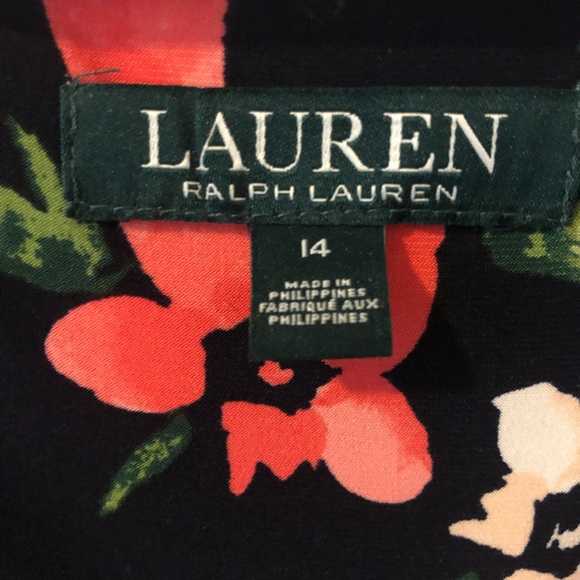 LAUREN
RALPH LAUREN
14
MADE IN
PHILIPPINES
FABRIQUÉ AUX
PHILIPPINES